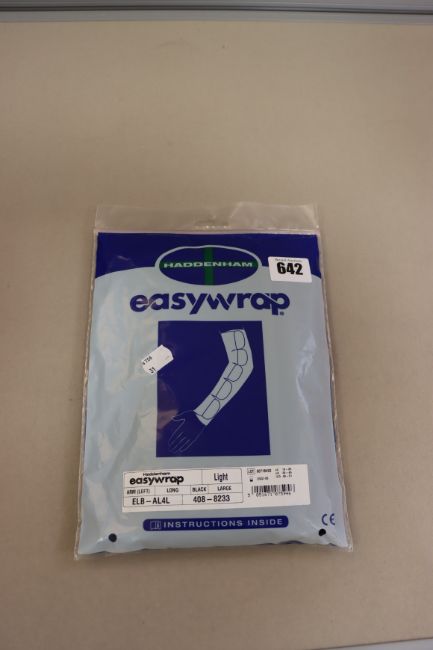 HADDENHAM
642
easywrap®
Haddenham
easywrap
Light
ARM (LEFT) LONG BLACK LARGE
ELB-AL4L 408-8233
INSTRUCTIONS INSIDE
CE